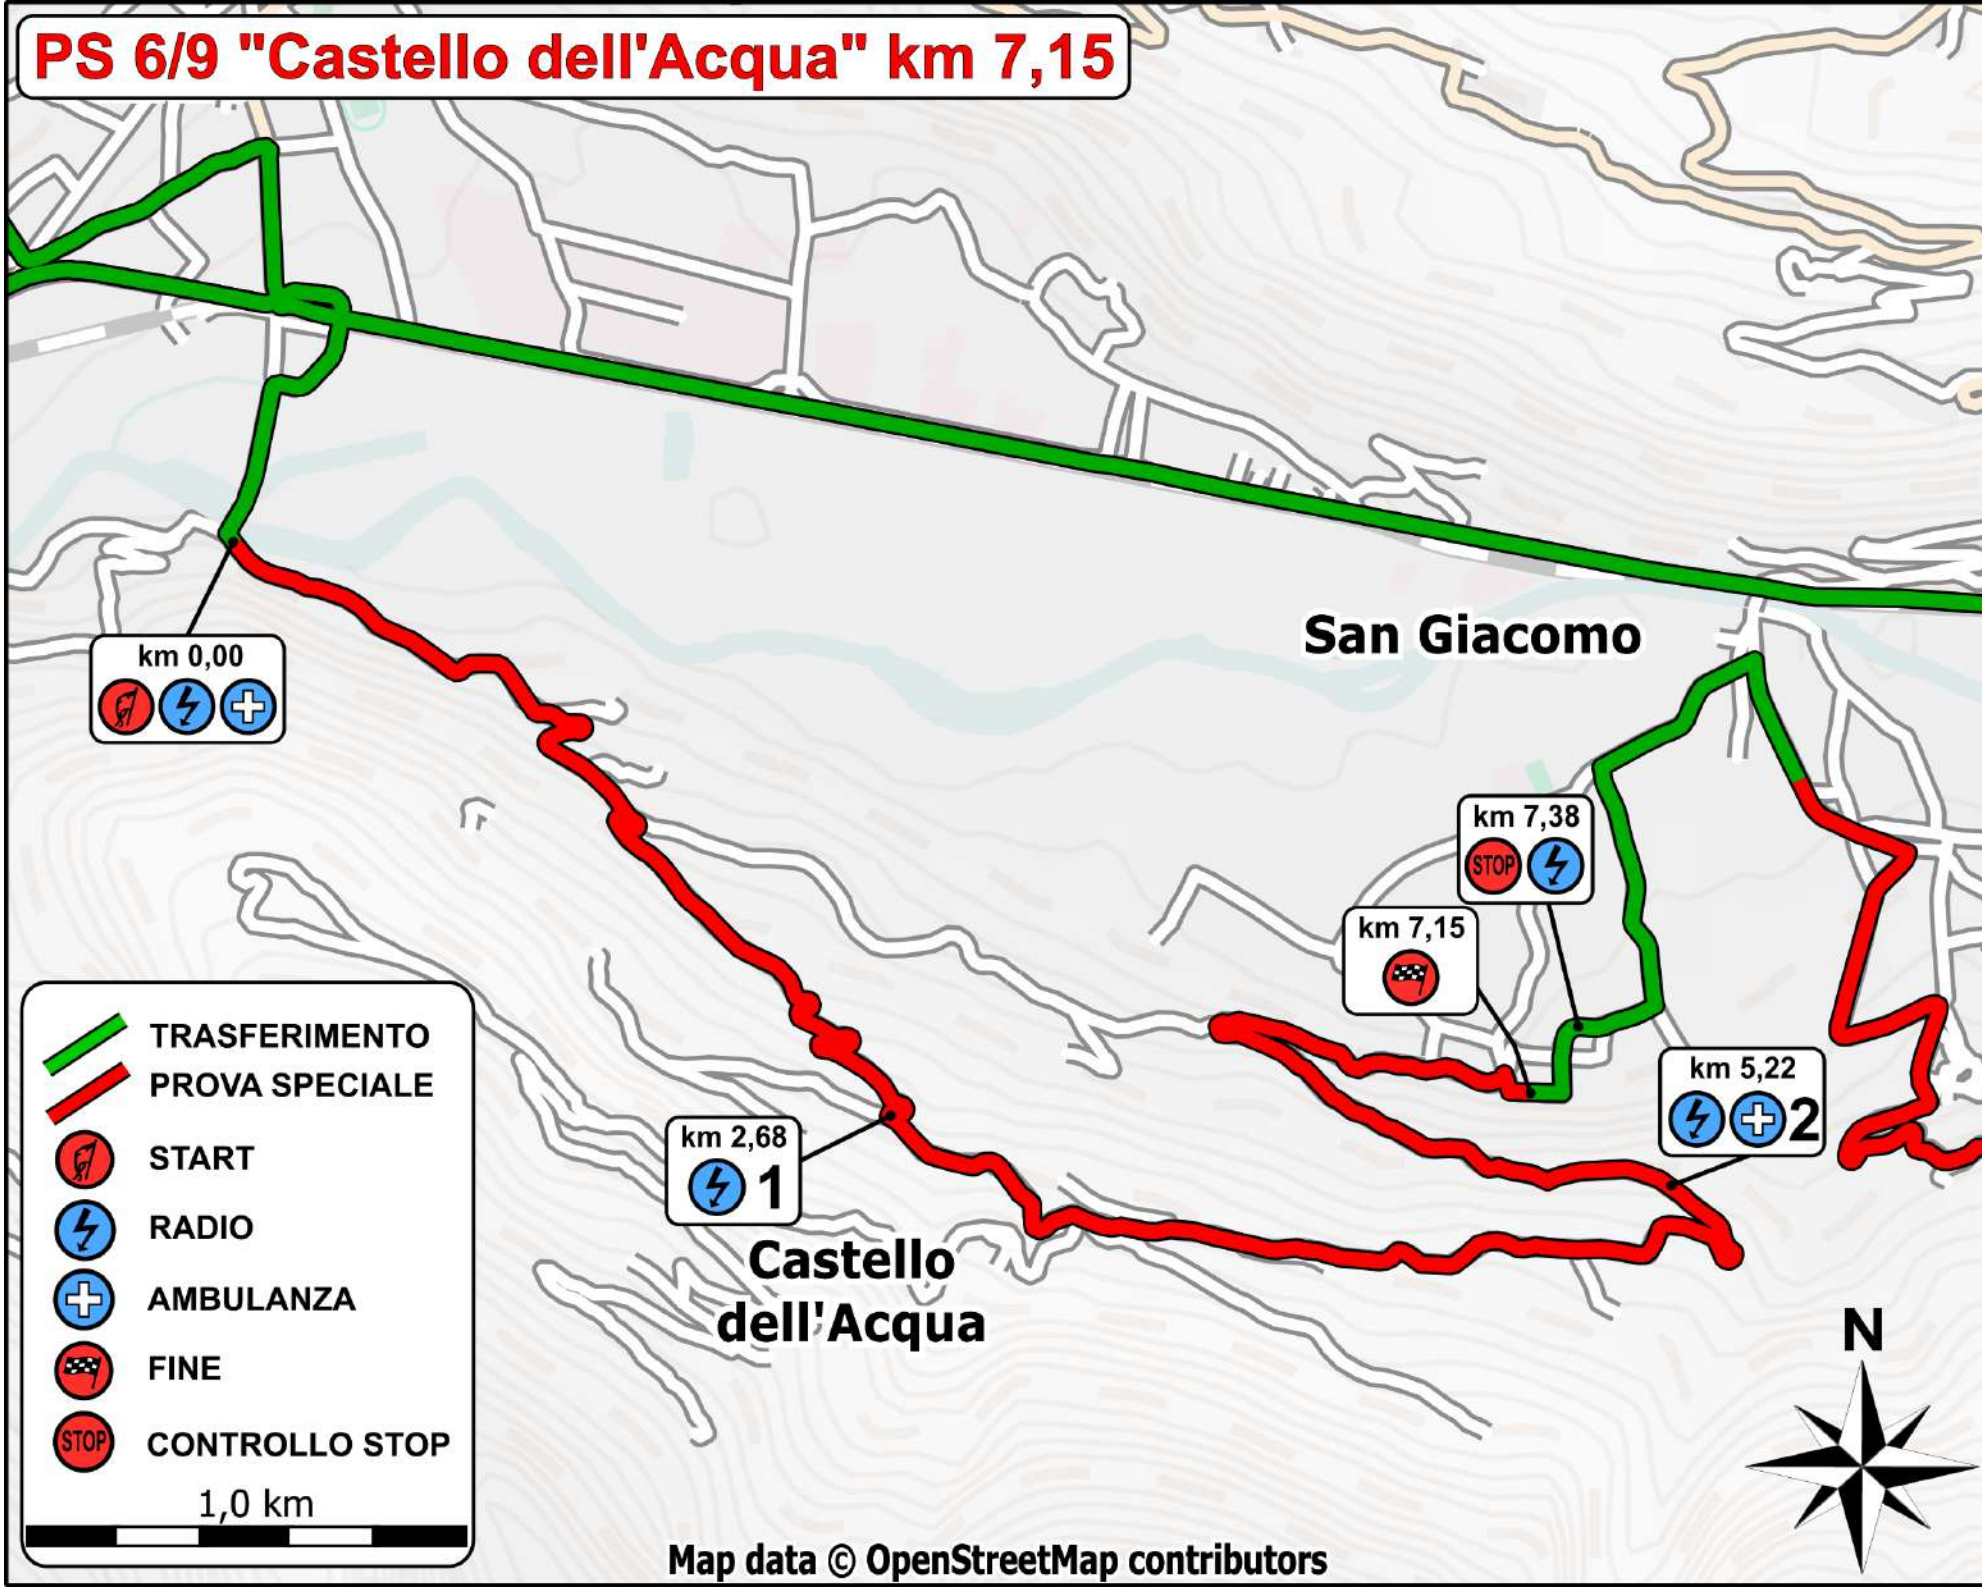 PS 6/9 "Castello dell'Acqua" km 7,15
San Giacomo
km 0,00
km 7,38
STOP
km 7,15
km 5,22
2
km 2,68
1
Castello
dell'Acqua
TRASFERIMENTO
PROVA SPECIALE
START
RADIO
AMBULANZA
FINE
STOP CONTROLLO STOP
1,0 km
N
Map data © OpenStreetMap contributors